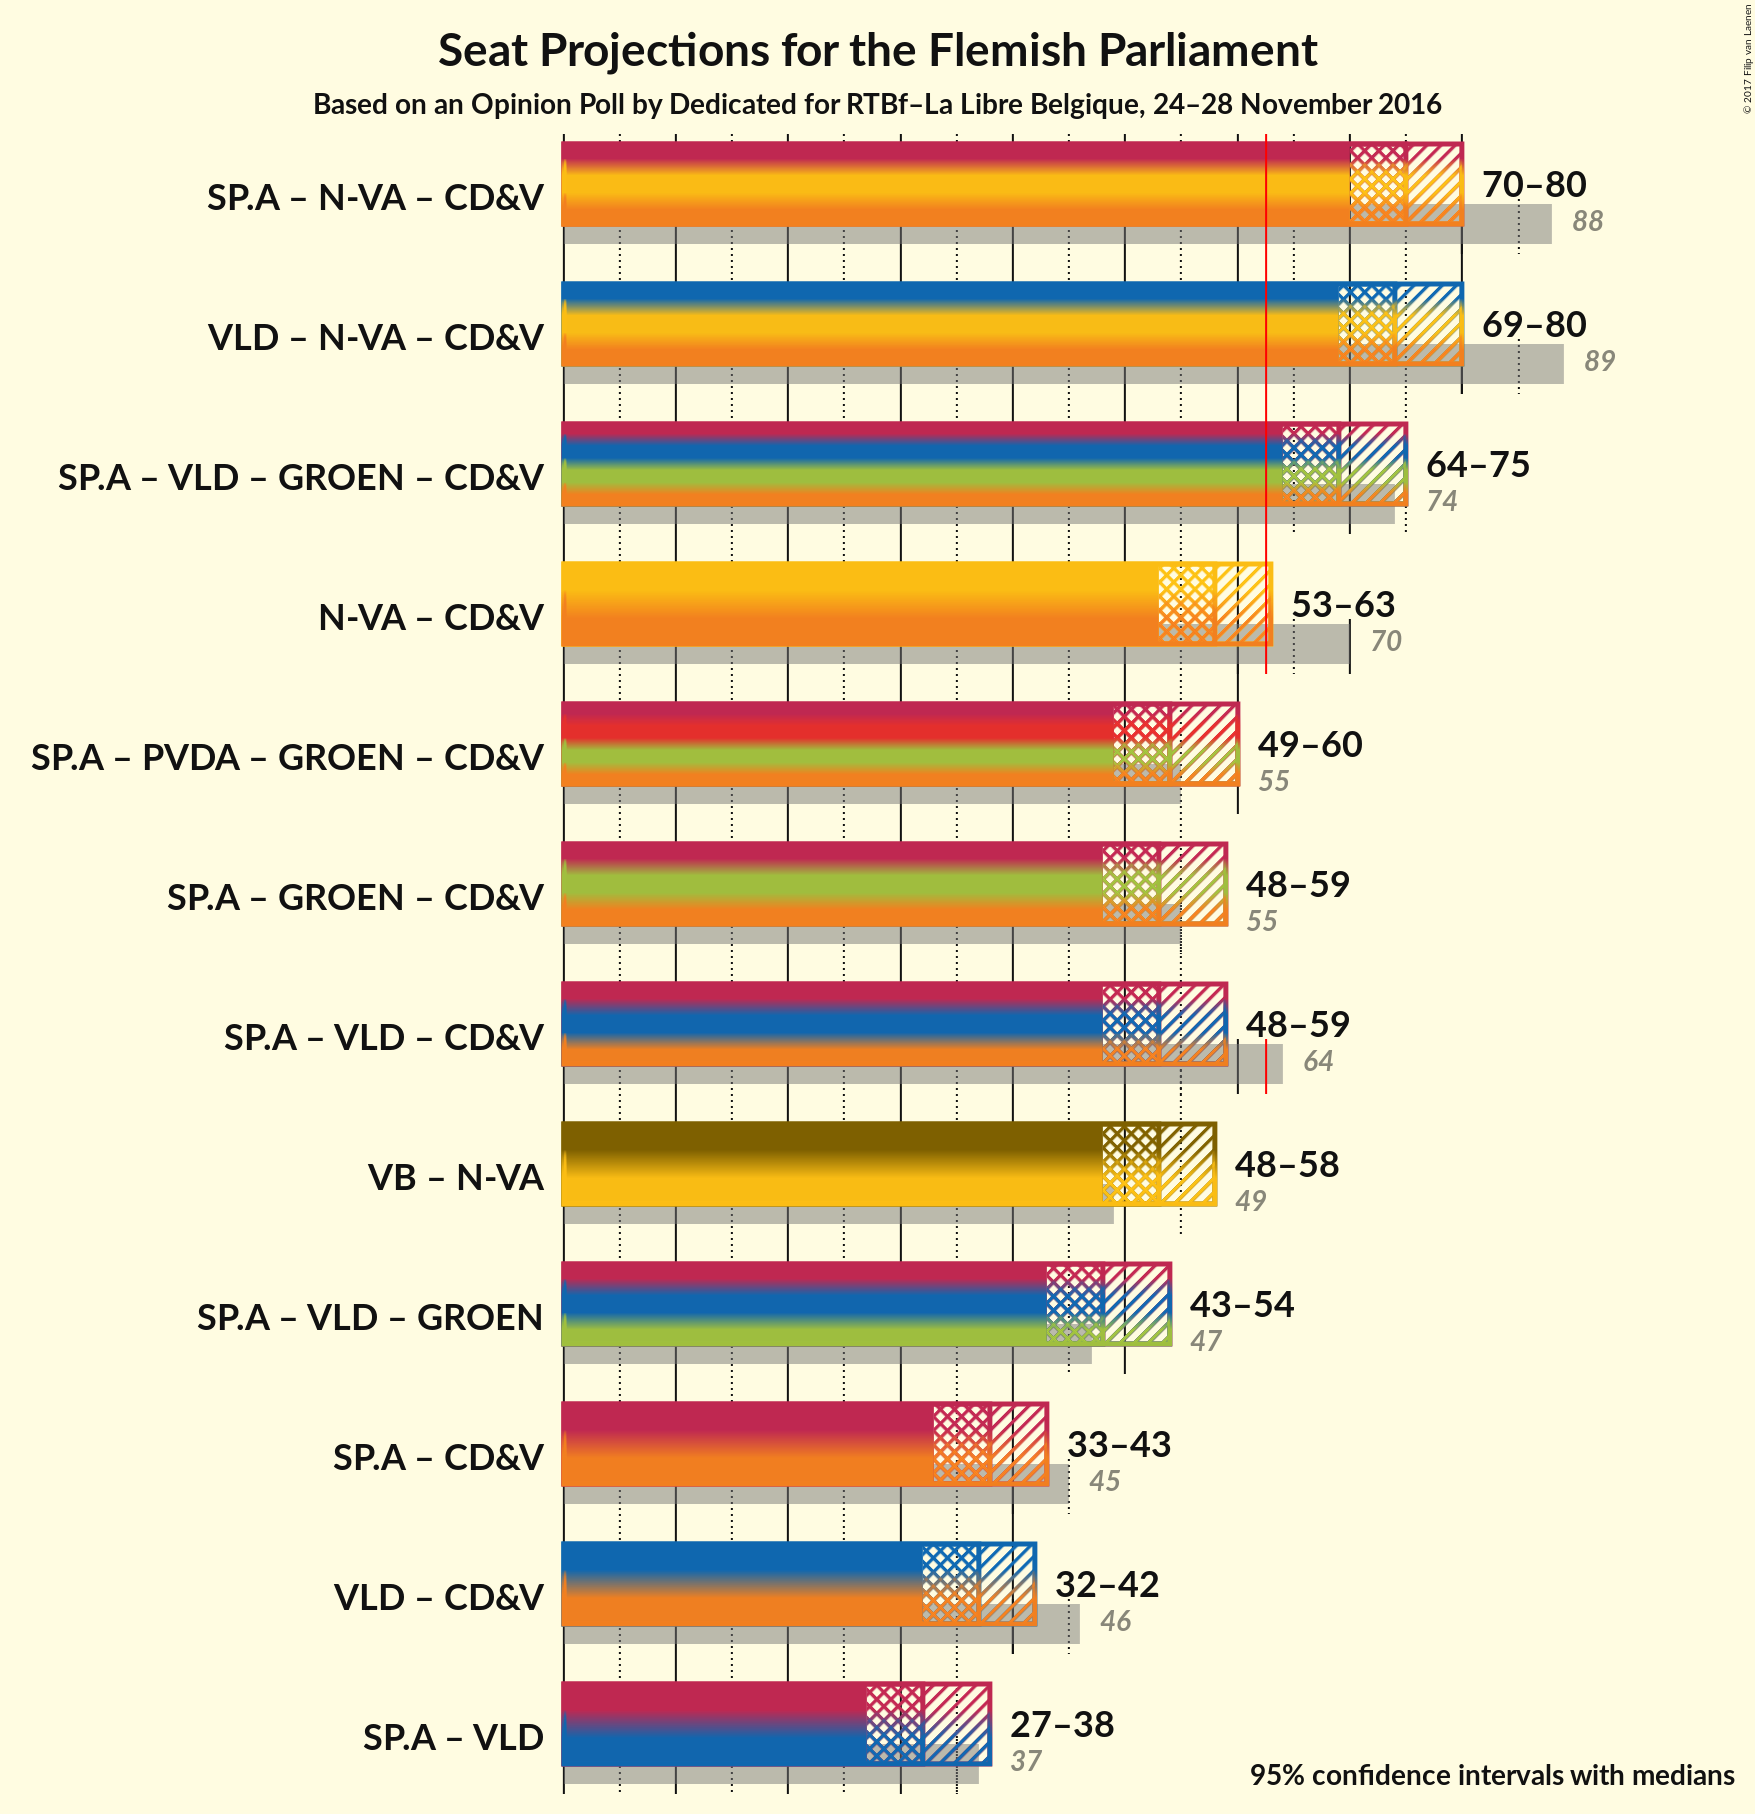 Seat Projections for the Flemish Parliament
Based on an Opinion Poll by Dedicated for RTBf–La Libre Belgique, 24–28 November 2016
© 2017 Filip van Laenen
SP.A – N-VA – CD&V
70–80
88
VLD – N-VA – CD&V
69–80
89
SP.A – VLD – GROEN – CD&V
64–75
74
N-VA – CD&V
53–63
70
SP.A – PVDA – GROEN – CD&V
49–60
55
SP.A – GROEN – CD&V
48–59
55
SP.A – VLD – CD&V
48–59
64
VB – N-VA
48–58
49
SP.A – VLD – GROEN
43–54
47
SP.A – CD&V
33–43
45
VLD – CD&V
32–42
46
SP.A – VLD
27–38
37
95% confidence intervals with medians